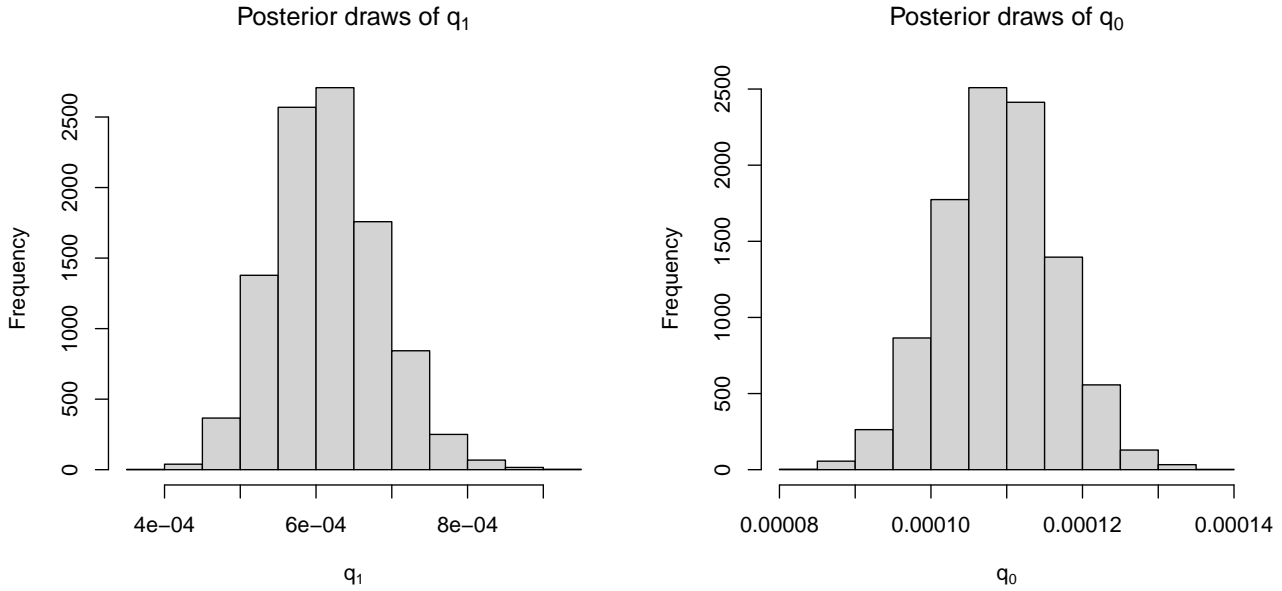 Posterior draws of q₁
Frequency
0
500
1000
1500
2000
2500
4e−04
6e−04
8e−04
q₁
Posterior draws of q₀
Frequency
0
500
1000
1500
2000
2500
0.00008
0.00010
0.00012
0.00014
q₀